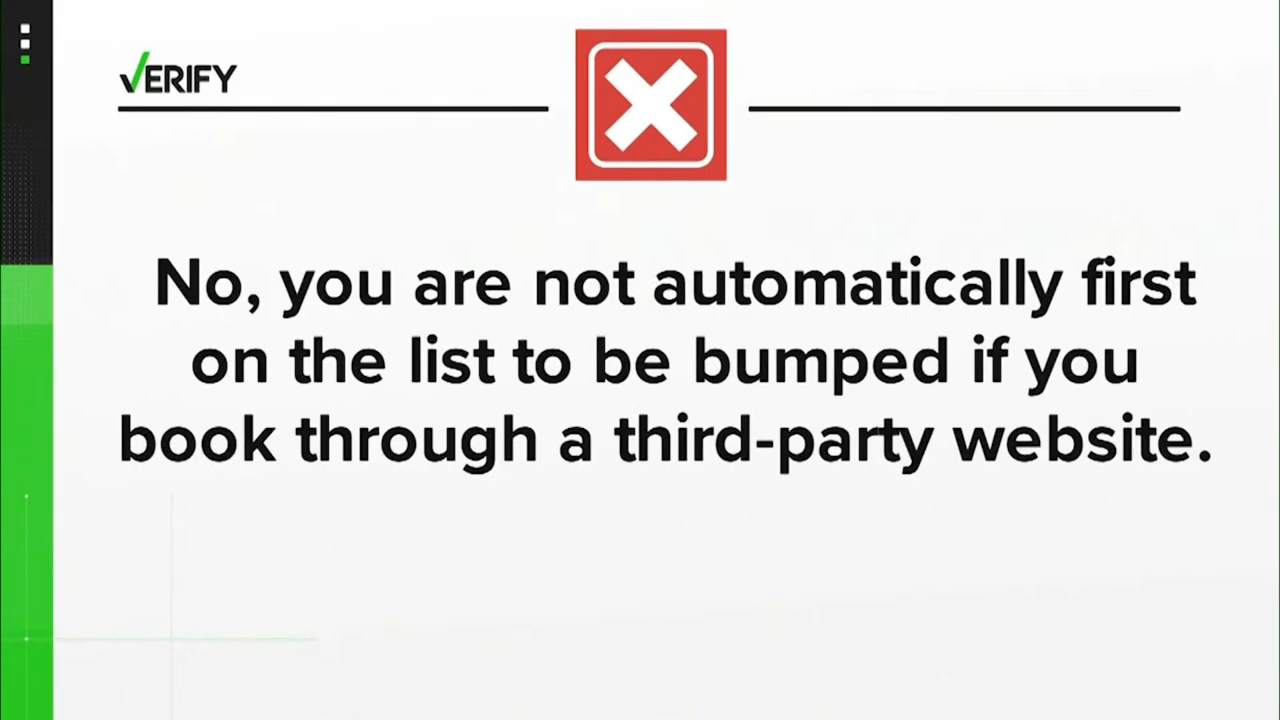 VERIFY
No, you are not automatically first
on the list to be bumped if you
book through a third-party website.